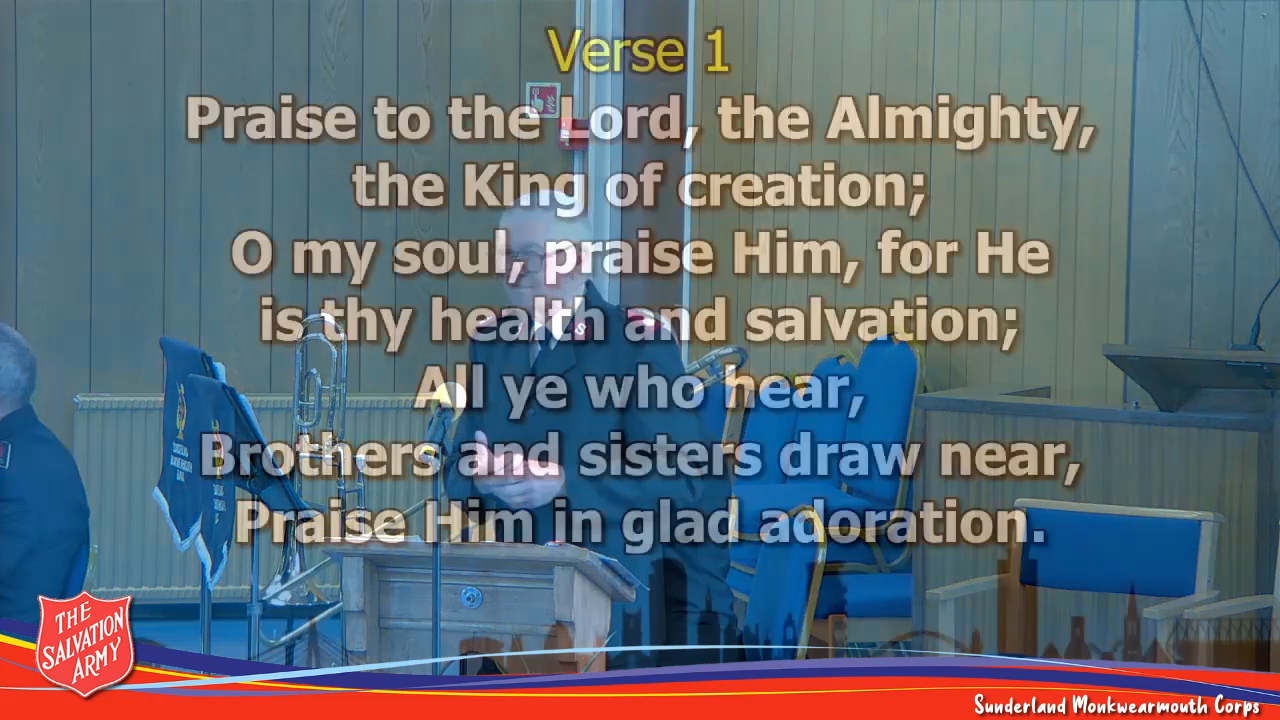 Verse 1
Praise to the Lord, the Almighty,
the King of creation;
O my soul, praise Him, for He
is thy health and salvation;
All ye who hear,
Brothers and sisters draw near,
Praise Him in glad adoration.
THE
SALVATION
ARMY
Sunderland Monkwearmouth Corps